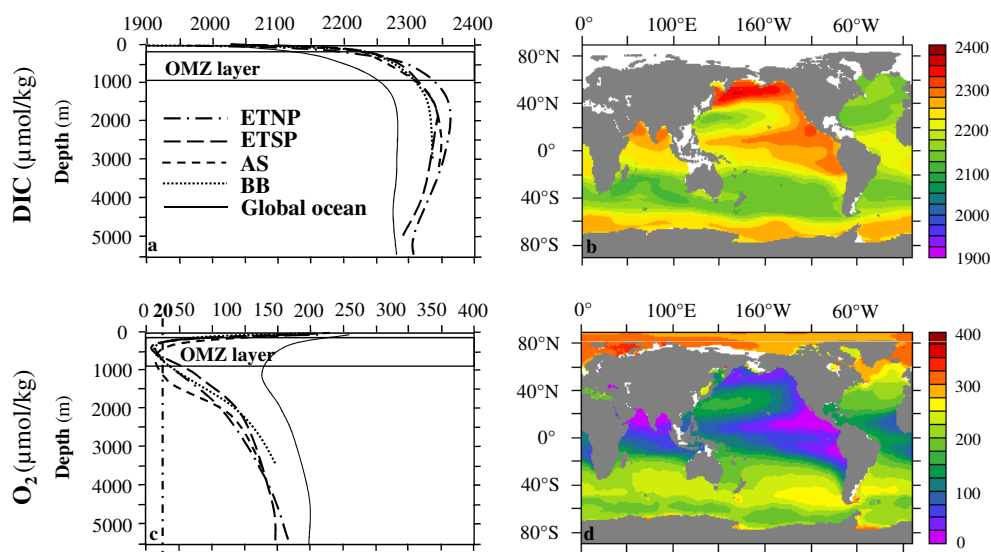 1900 2000 2100 2200 2300 2400
0
1000
2000
3000
4000
5000
DIC (µmol/kg)
Depth (m)
OMZ layer
ETNP
ETSP
AS
BB
Global ocean
a
0° 100°E 160°W 60°W
80°N
40°N
0°
40°S
80°S
b
2400
2300
2200
2100
2000
1900
0 20 50 100 150 200 300 400
0
1000
2000
3000
4000
5000
O2 (µmol/kg)
Depth (m)
OMZ layer
c
0° 100°E 160°W 60°W
80°N
40°N
0°
40°S
80°S
d
400
300
200
100
0